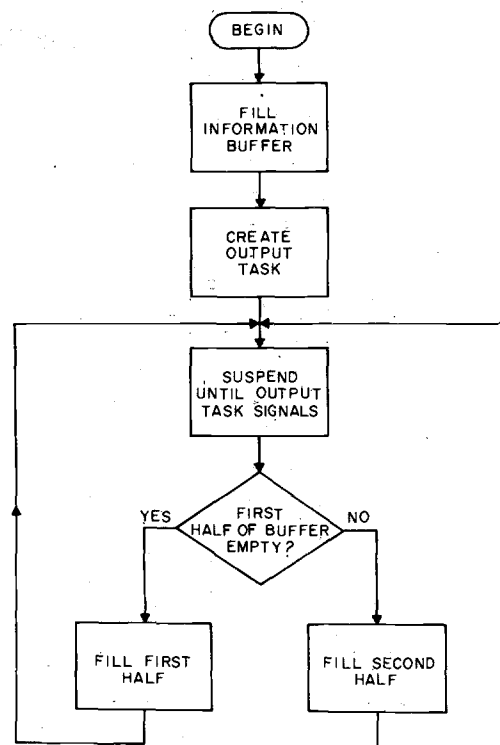 BEGIN
FILL
INFORMATION
BUFFER
CREATE
OUTPUT
TASK
SUSPEND
UNTIL OUTPUT
TASK SIGNALS
FIRST
HALF OF BUFFER
EMPTY?
YES
NO
FILL FIRST
HALF
FILL SECOND
HALF